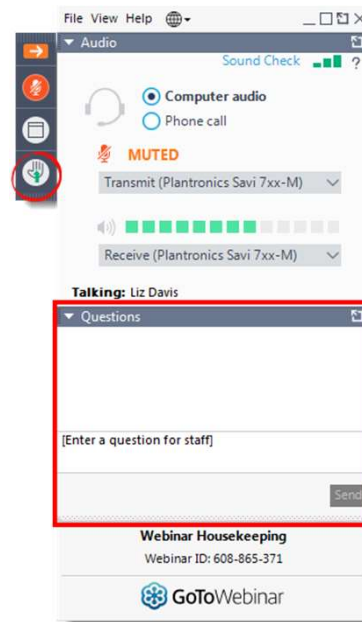 File View Help
Audio
Sound Check ?
Computer audio
Phone call
MUTED
Transmit (Plantronics Savi 7xx-M)
Receive (Plantronics Savi 7xx-M)
Talking: Liz Davis
Questions
[Enter a question for staff]
Send
Webinar Housekeeping
Webinar ID: 608-865-371
GoToWebinar